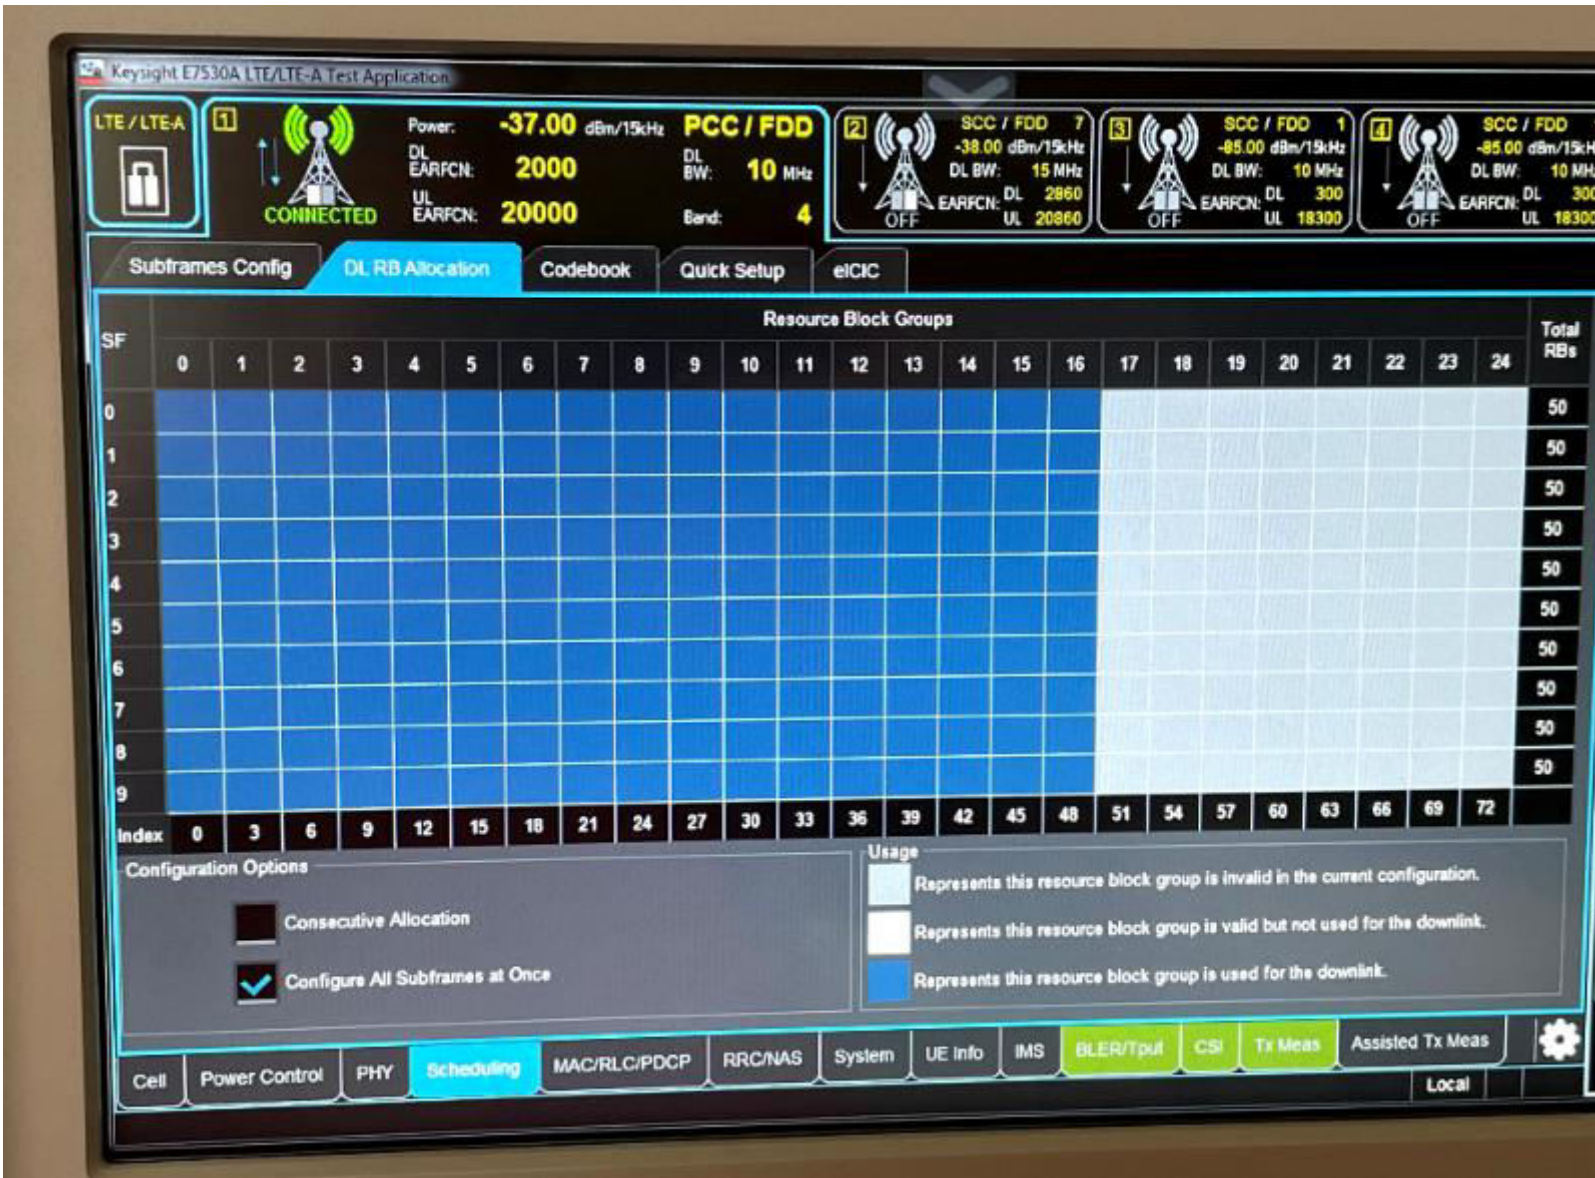 Keysight E7530A LTE/LTE-A Test Application
LTE / LTE-A
1
CONNECTED
Power: -37.00 dBm/15kHz PCC / FDD
DL EARFCN: 2000 DL BW: 10 MHz
UL EARFCN: 20000 Band: 4
2 SCC / FDD 7
-38.00 dBm/15kHz
DL BW: 15 MHz
EARFCN: DL 2860
OFF UL 20860
3 SCC / FDD 1
-85.00 dBm/15kHz
DL BW: 10 MHz
EARFCN: DL 300
OFF UL 18300
4 SCC / FDD
-85.00 dBm/15kH
DL BW: 10 MH
EARFCN: DL 300
OFF UL 18300
Subframes Config DL RB Allocation Codebook Quick Setup eICIC
SF Resource Block Groups Total RBs
0 1 2 3 4 5 6 7 8 9 10 11 12 13 14 15 16 17 18 19 20 21 22 23 24
0 50
1 50
2 50
3 50
4 50
5 50
6 50
7 50
8 50
9 50
Index 0 3 6 9 12 15 18 21 24 27 30 33 36 39 42 45 48 51 54 57 60 63 66 69 72
Configuration Options
Consecutive Allocation
Configure All Subframes at Once
Usage
Represents this resource block group is invalid in the current configuration.
Represents this resource block group is valid but not used for the downlink.
Represents this resource block group is used for the downlink.
Cell Power Control PHY Scheduling MAC/RLC/PDCP RRC/NAS System UE Info IMS BLER/Tput CSI Tx Meas Assisted Tx Meas
Local